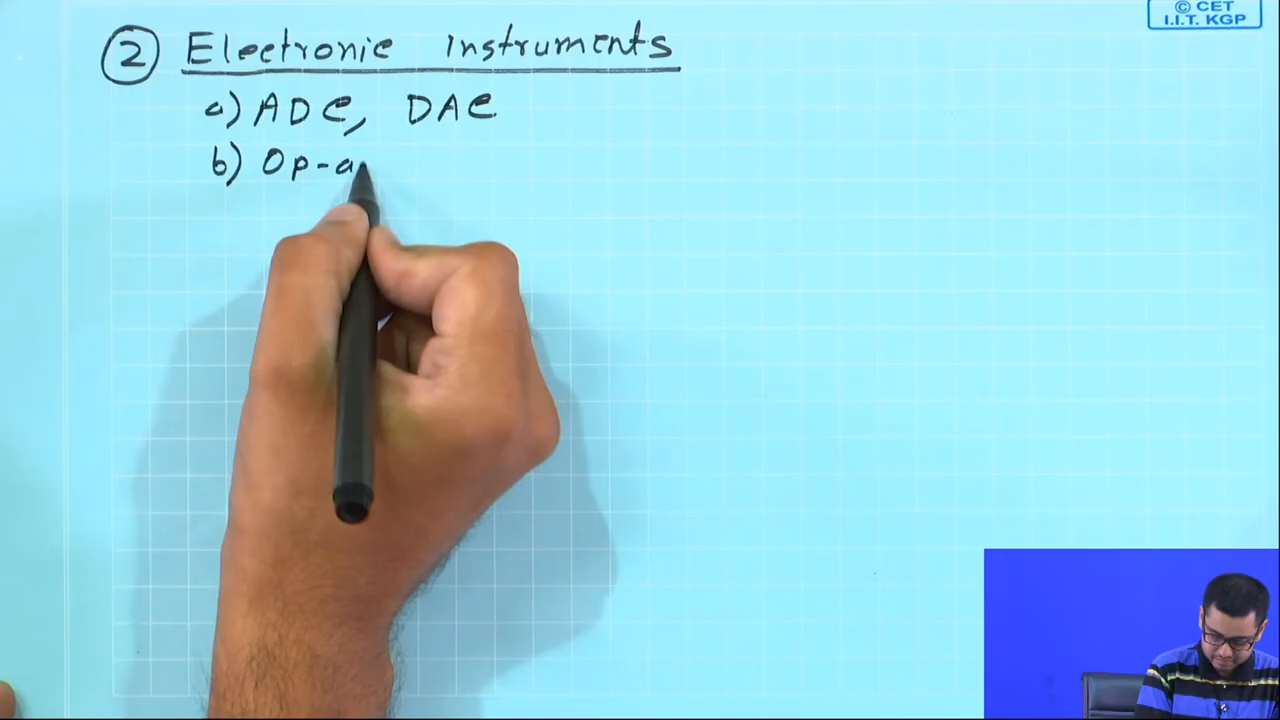 © CET
I.I.T. KGP
② Electronic instruments
a) ADC, DAC
b) Op-a